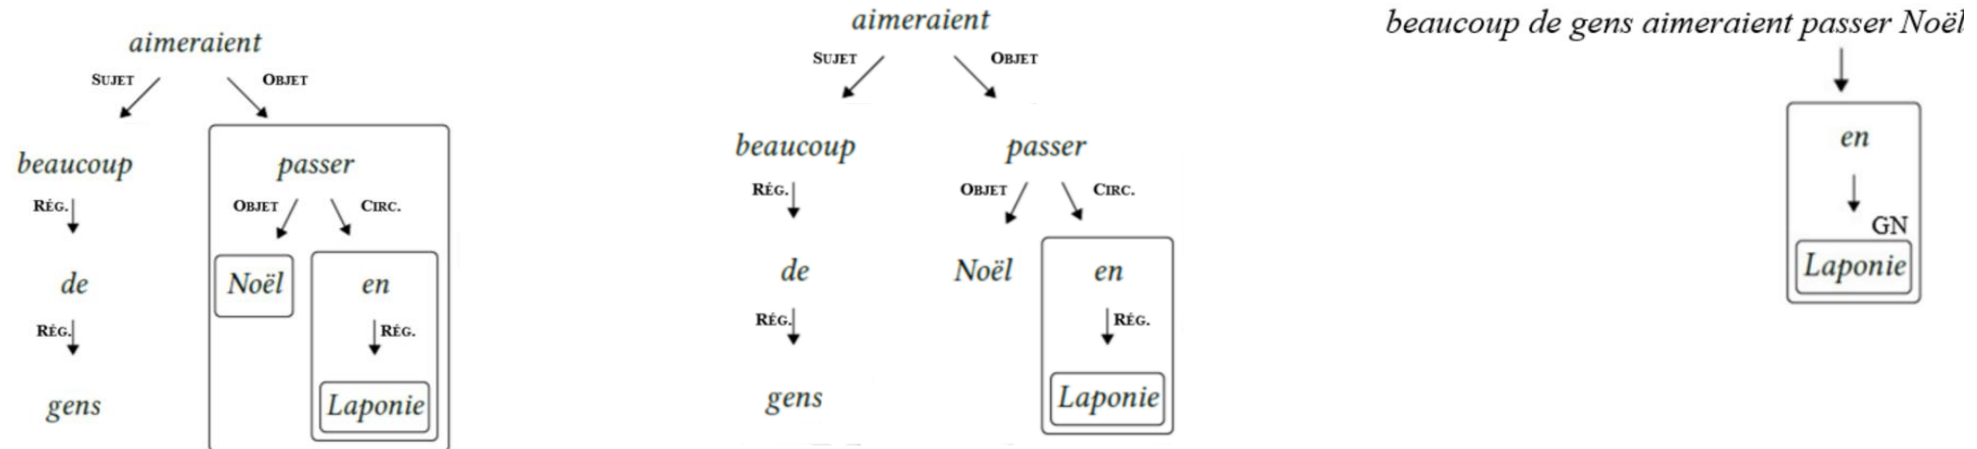 aimeraient
SUJET OBJET
beaucoup passer
RÉG. OBJET CIRC.
de Noël en
RÉG. RÉG.
gens Laponie
aimeraient
SUJET OBJET
beaucoup passer
RÉG. OBJET CIRC.
de Noël en
RÉG. RÉG.
gens Laponie
beaucoup de gens aimeraient passer Noël
en
GN
Laponie